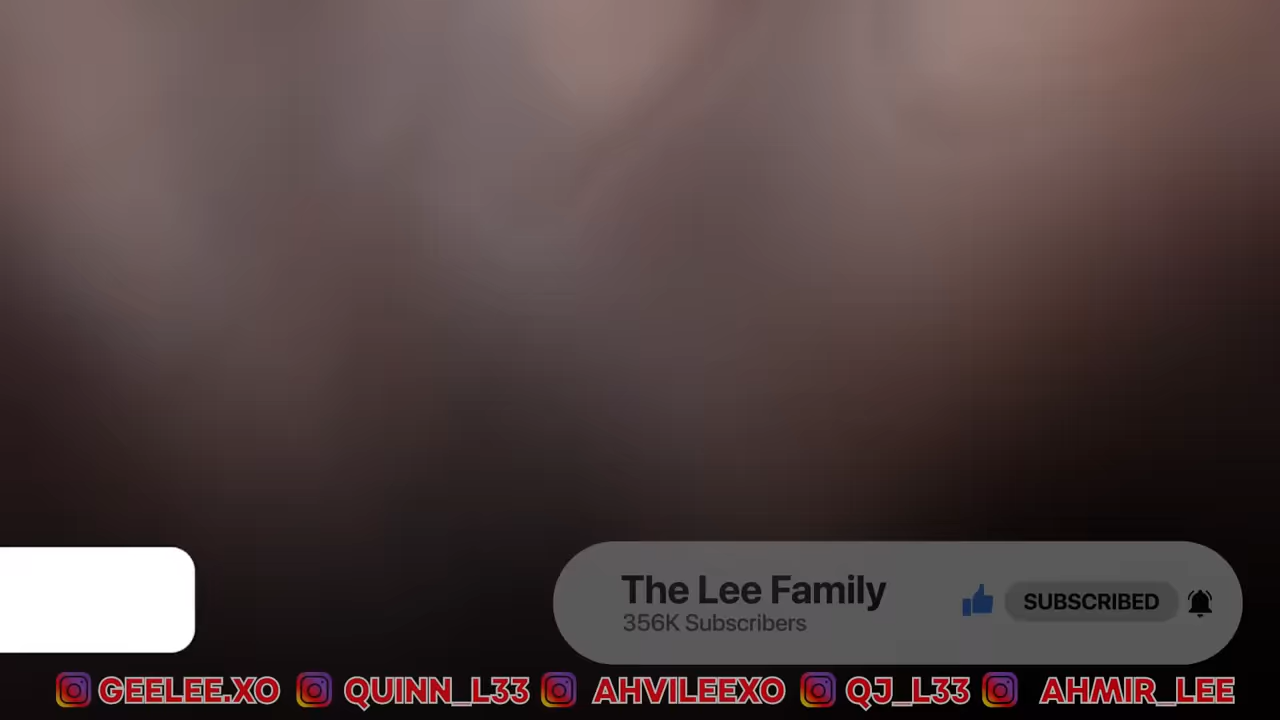 The Lee Family
356K Subscribers
SUBSCRIBED
GEELEE.XO QUINN_L33 AHVILEEXO QJ_L33 AHMIR_LEE